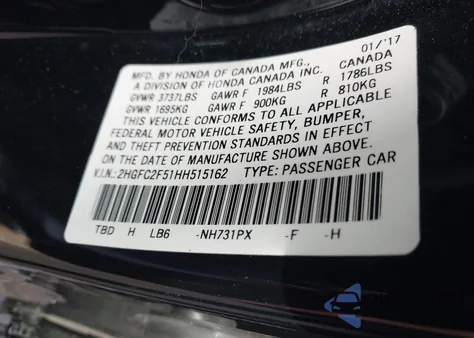 MFD. BY HONDA OF CANADA MFG., 01/'17
A DIVISION OF HONDA CANADA INC. CANADA
GVWR 3737LBS GAWR F 1984LBS R 1786LBS
GVWR 1695KG GAWR F 900KG R 810KG
THIS VEHICLE CONFORMS TO ALL APPLICABLE
FEDERAL MOTOR VEHICLE SAFETY, BUMPER,
AND THEFT PREVENTION STANDARDS IN EFFECT
ON THE DATE OF MANUFACTURE SHOWN ABOVE.
V.I.N.: 2HGFC2F51HH515162 TYPE: PASSENGER CAR
TBD H LB6 -NH731PX -F -H